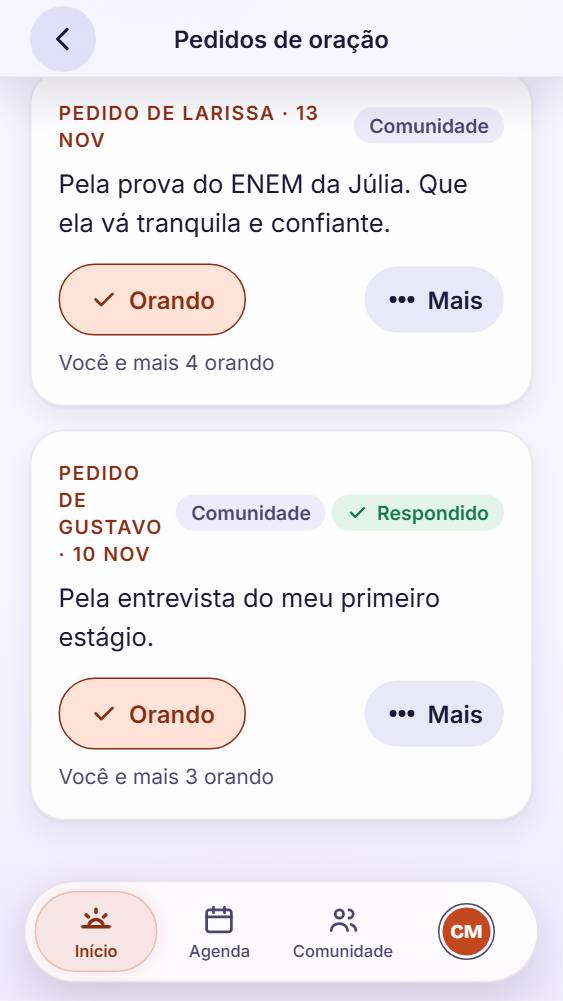 Pedidos de oração
PEDIDO DE LARISSA · 13
NOV
Comunidade
Pela prova do ENEM da Júlia. Que
ela vá tranquila e confiante.
Orando
Mais
Você e mais 4 orando
PEDIDO
DE
GUSTAVO
· 10 NOV
Comunidade
Respondido
Pela entrevista do meu primeiro
estágio.
Orando
Mais
Você e mais 3 orando
Início
Agenda
Comunidade
CM